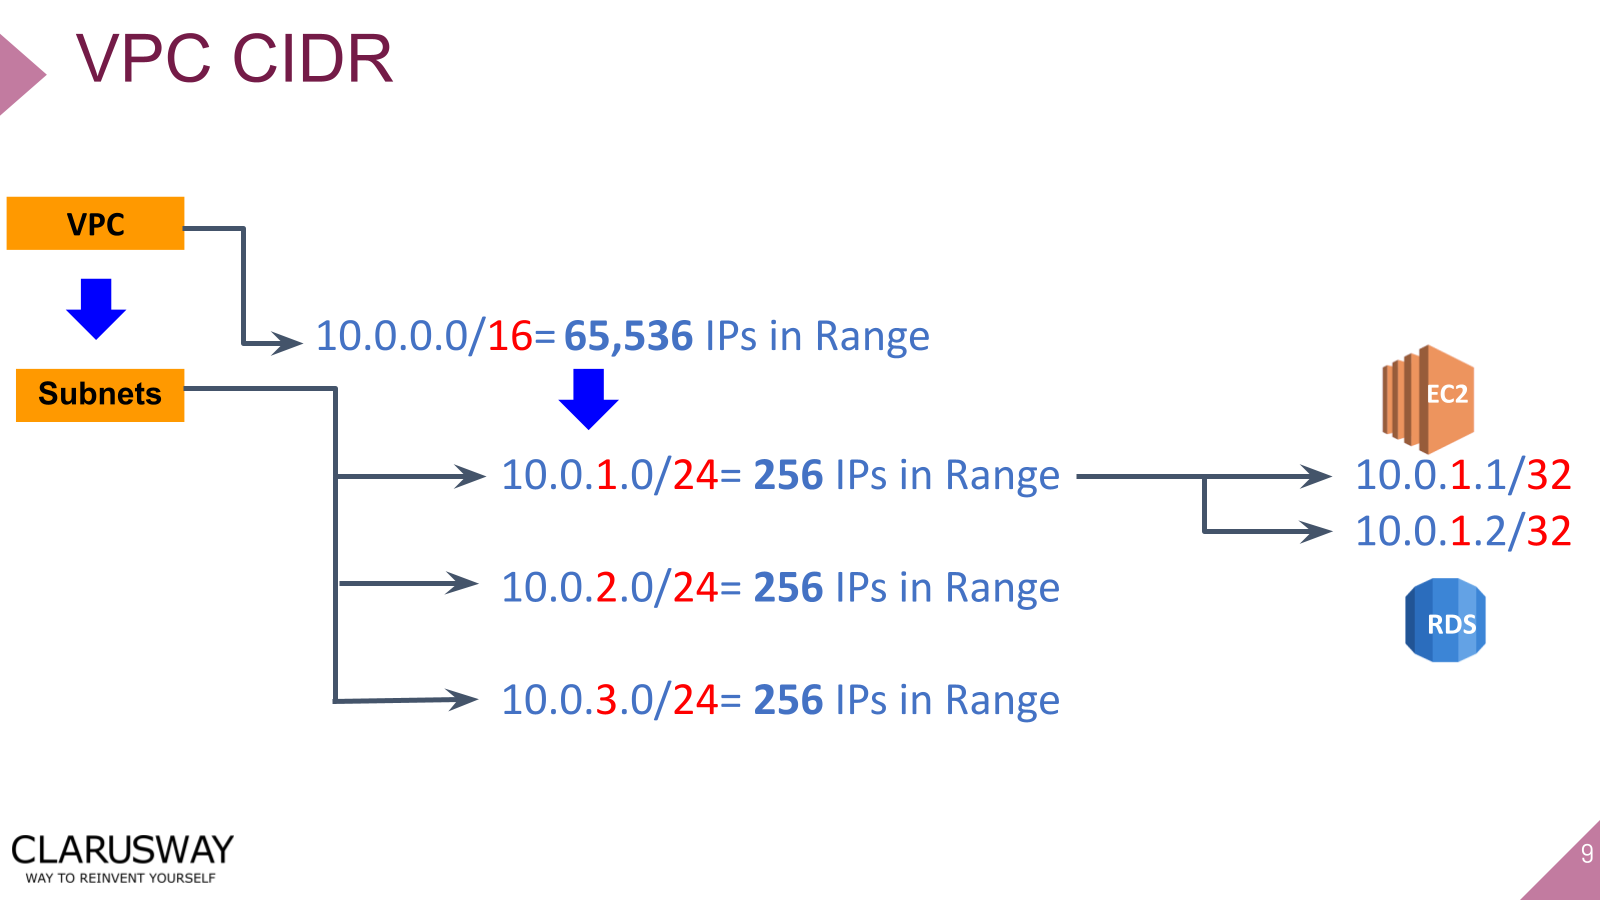 VPC CIDR
VPC
10.0.0.0/16= 65,536 IPs in Range
Subnets
EC2
10.0.1.0/24= 256 IPs in Range
10.0.1.1/32
10.0.1.2/32
10.0.2.0/24= 256 IPs in Range
RDS
10.0.3.0/24= 256 IPs in Range
CLARUSWAY
WAY TO REINVENT YOURSELF
9